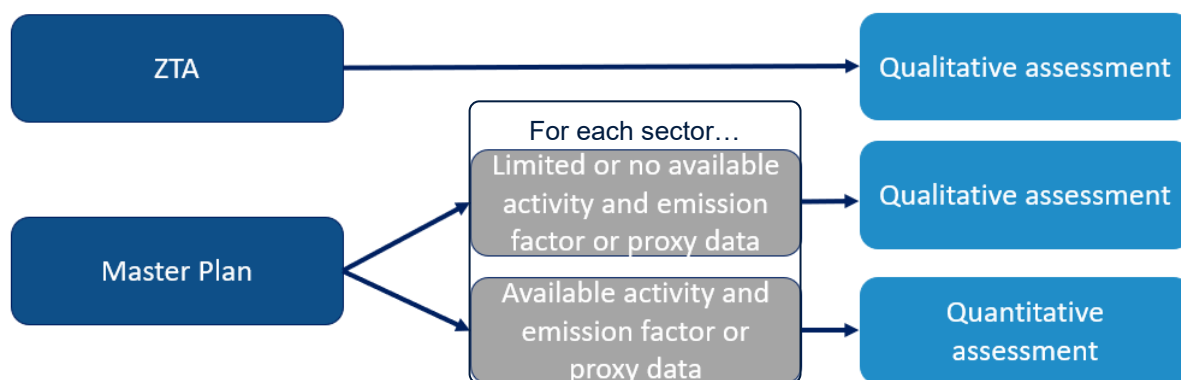 ZTA
Qualitative assessment
For each sector…
Limited or no available
activity and emission
factor or proxy data
Qualitative assessment
Master Plan
Available activity and
emission factor or
proxy data
Quantitative
assessment